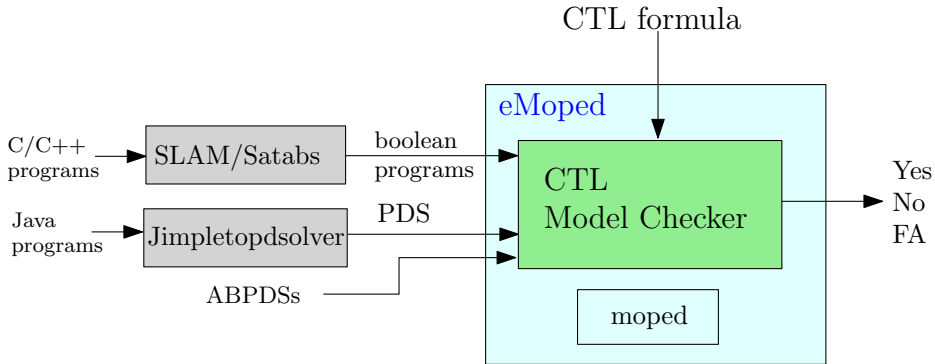 CTL formula
eMoped
C/C++
programs
SLAM/Satabs
boolean
programs
CTL
Model Checker
Yes
No
FA
Java
programs
Jimpletopdsolver
PDS
ABPDSs
moped